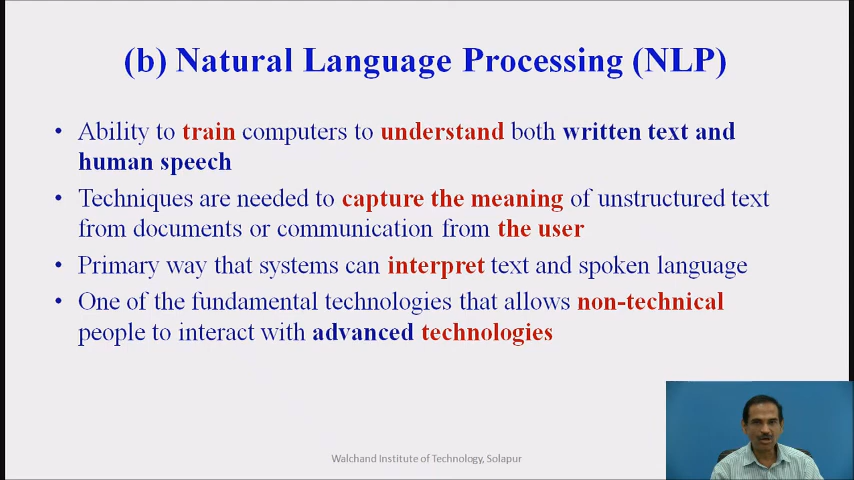 (b) Natural Language Processing (NLP)
• Ability to train computers to understand both written text and
human speech
• Techniques are needed to capture the meaning of unstructured text
from documents or communication from the user
• Primary way that systems can interpret text and spoken language
• One of the fundamental technologies that allows non-technical
people to interact with advanced technologies
Walchand Institute of Technology, Solapur